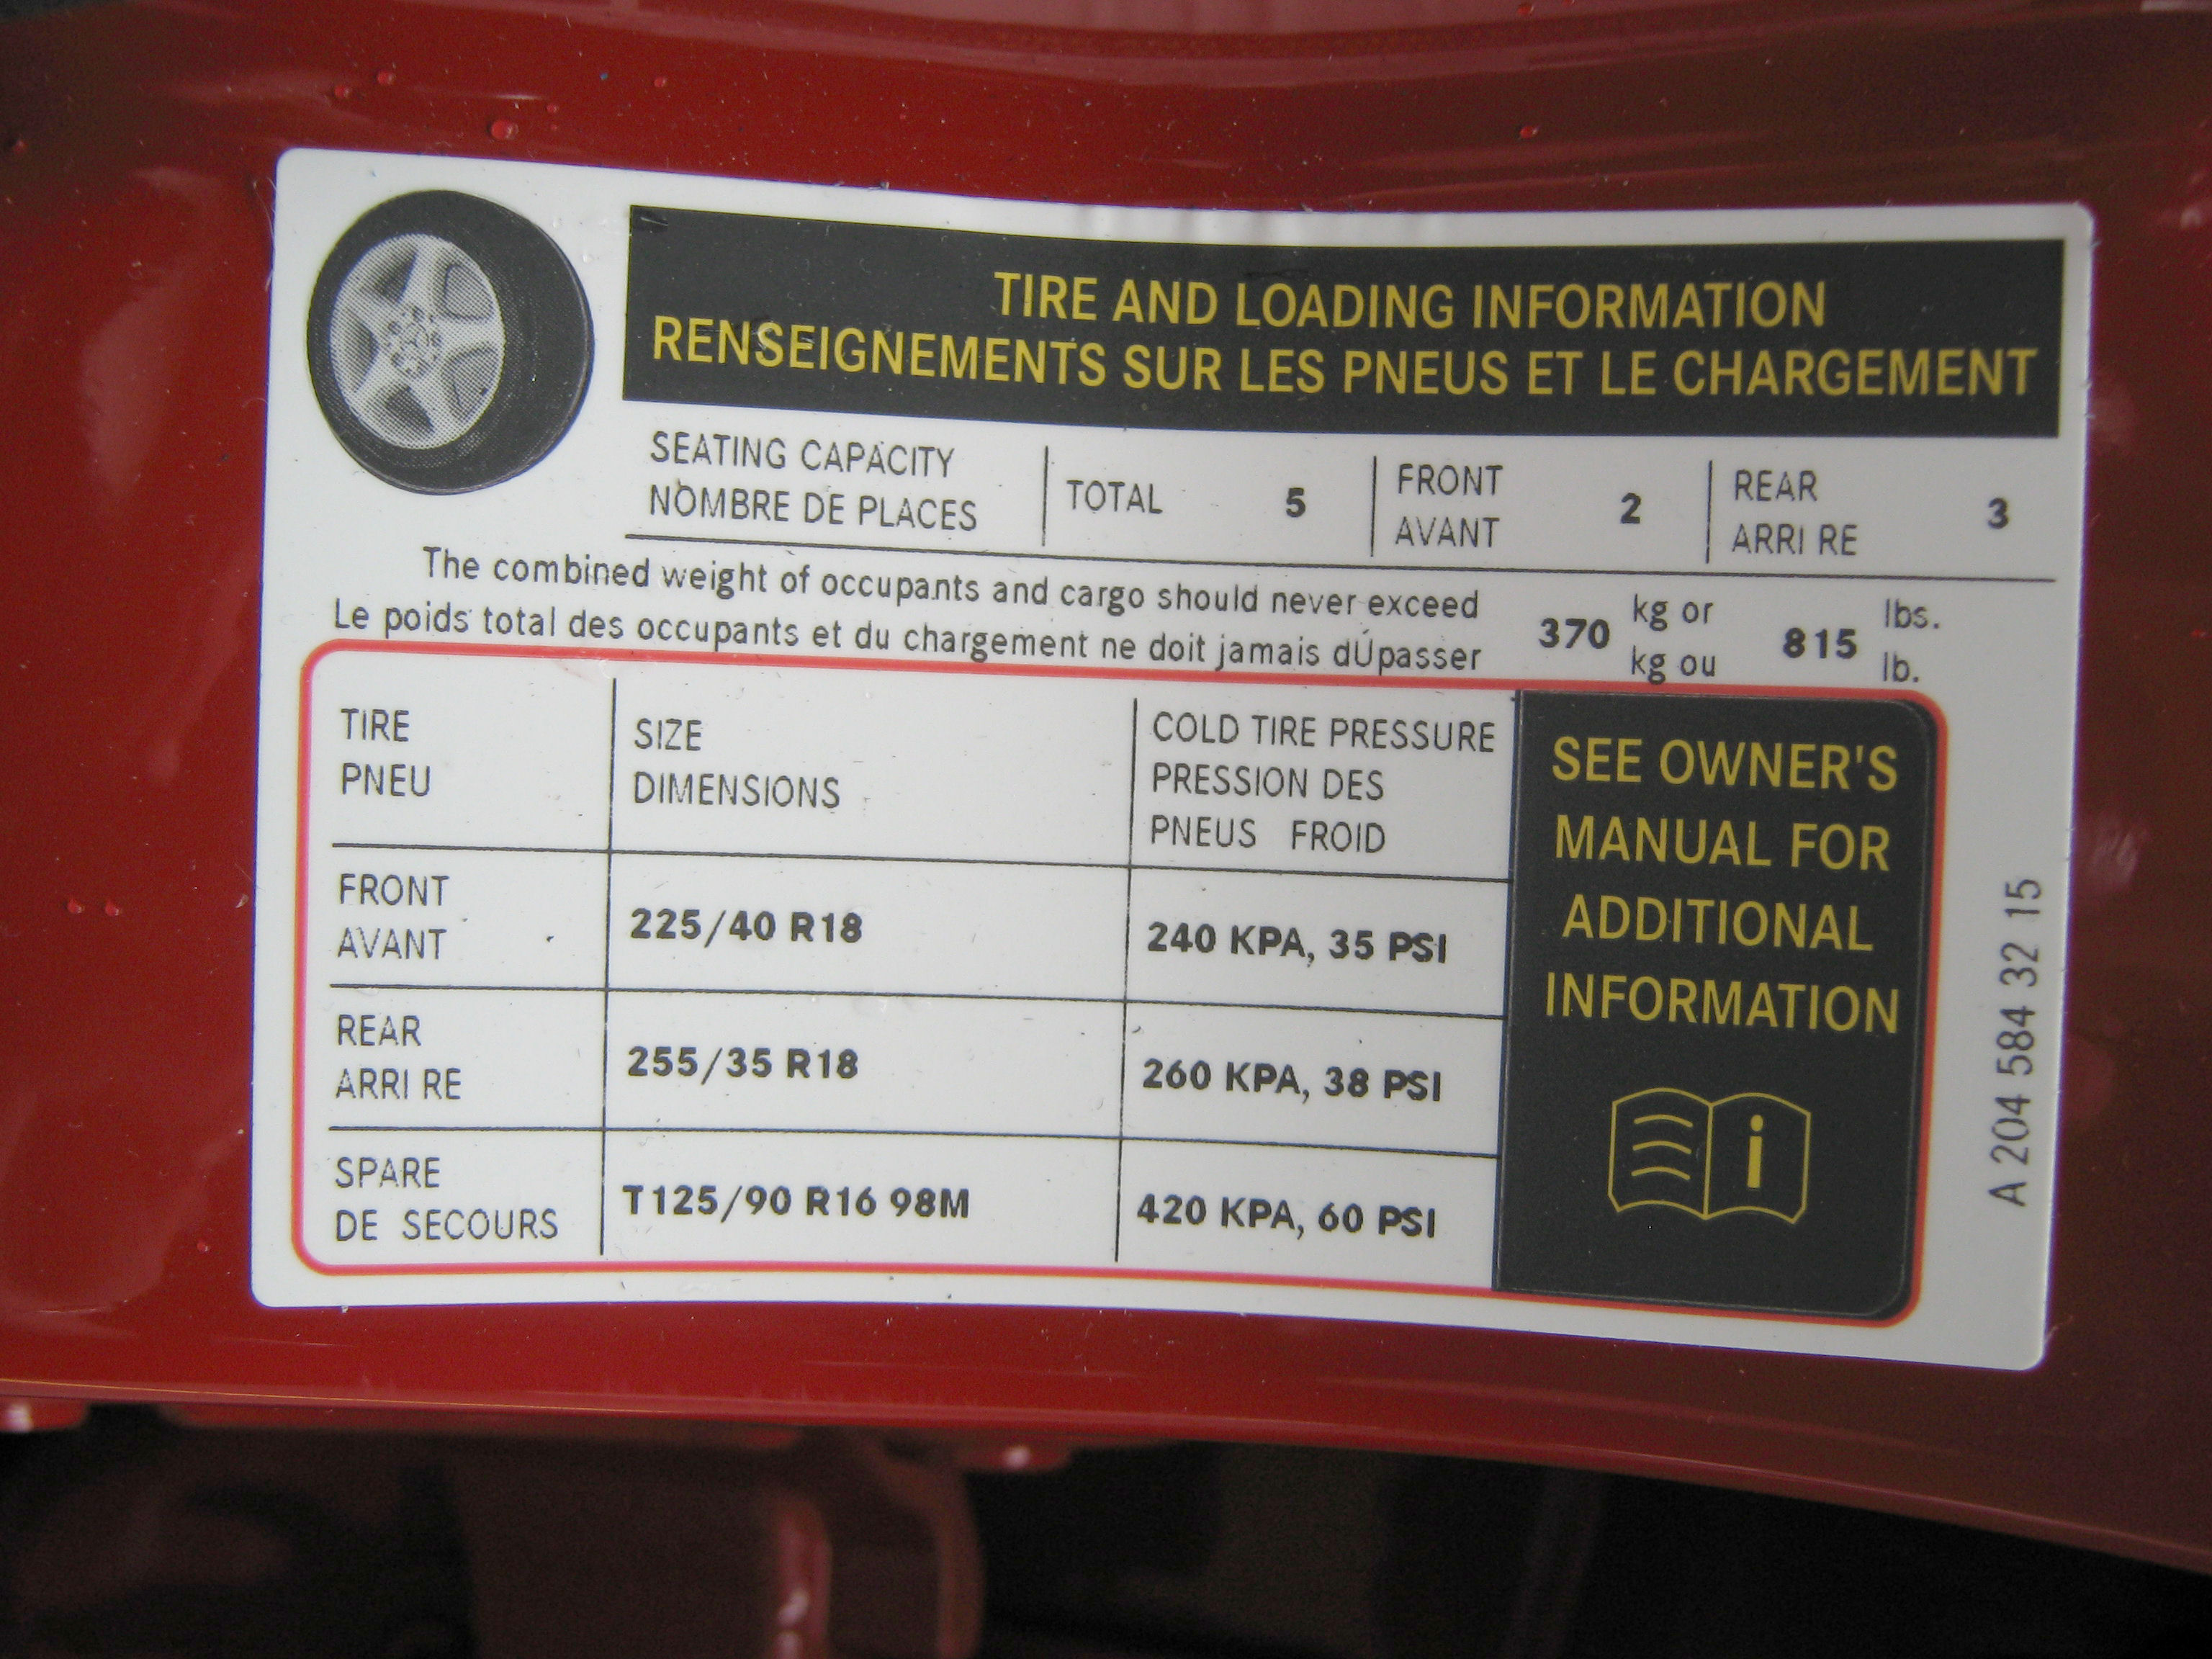 TIRE AND LOADING INFORMATION
RENSEIGNEMENTS SUR LES PNEUS ET LE CHARGEMENT
SEATING CAPACITY
NOMBRE DE PLACES
TOTAL 5
FRONT
AVANT
2
REAR
ARRI RE
3
The combined weight of occupants and cargo should never exceed
Le poids total des occupants et du chargement ne doit jamais dÚpasser
370
kg or
kg ou
815
lbs.
lb.
TIRE
PNEU
SIZE
DIMENSIONS
COLD TIRE PRESSURE
PRESSION DES
PNEUS FROID
FRONT
AVANT
225/40 R18
240 KPA, 35 PSI
REAR
ARRI RE
255/35 R18
260 KPA, 38 PSI
SPARE
DE SECOURS
T125/90 R16 98M
420 KPA, 60 PSI
SEE OWNER'S
MANUAL FOR
ADDITIONAL
INFORMATION
i
A 204 584 32 15